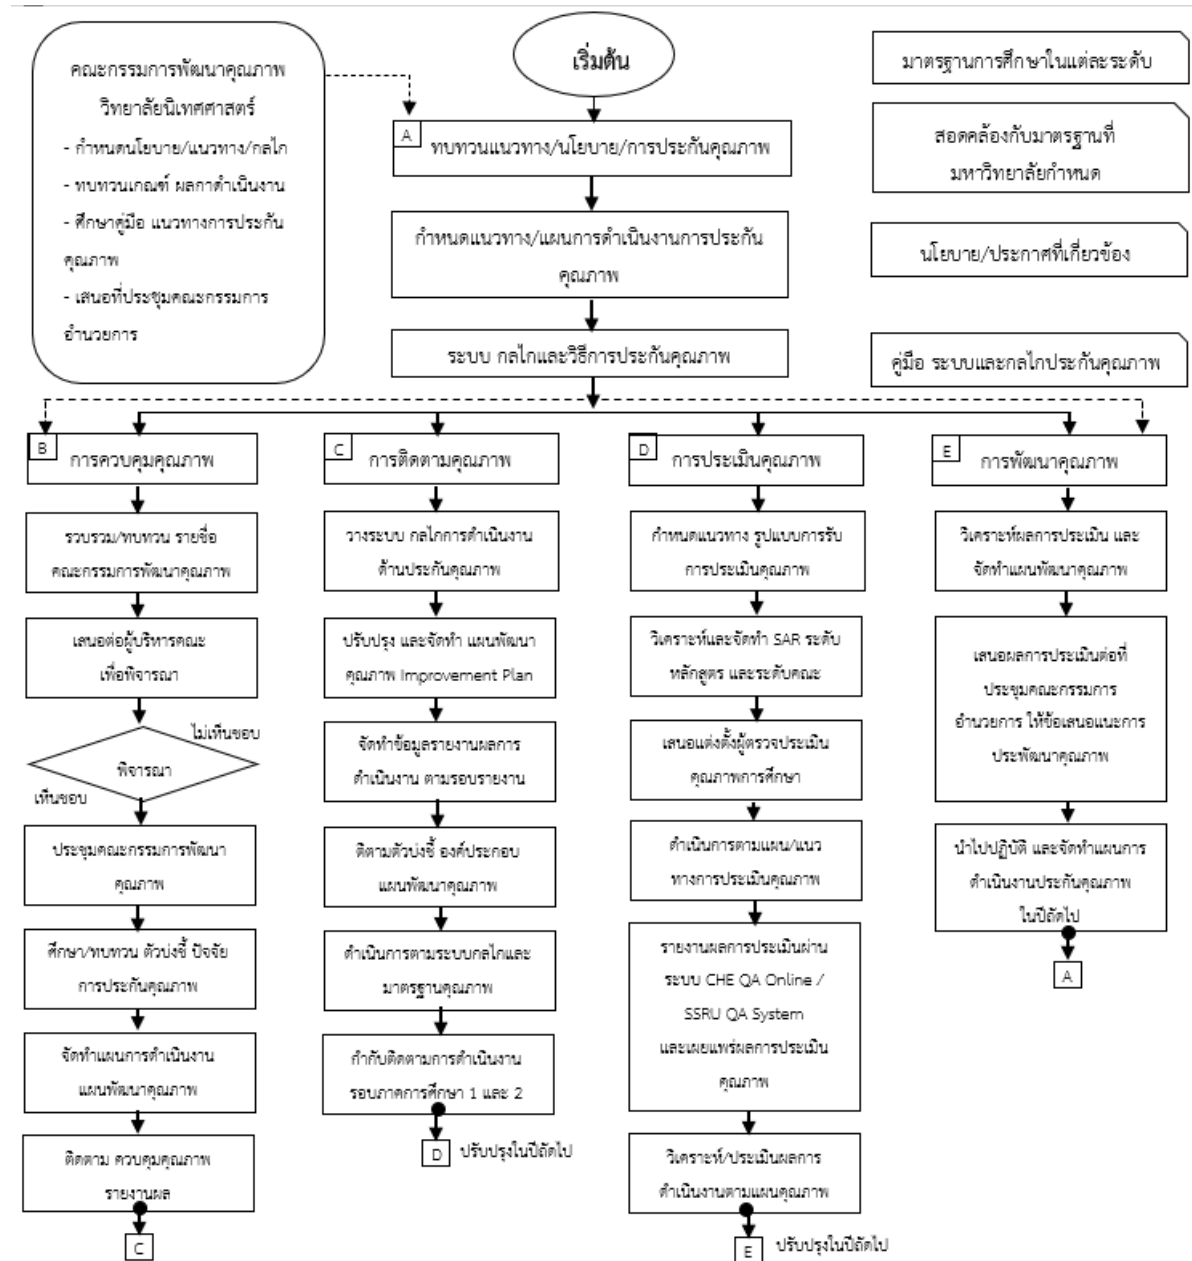 คณะกรรมการพัฒนาคุณภาพ
วิทยาลัยนิเทศศาสตร์
- กำหนดนโยบาย/แนวทาง/กลไก
- ทบทวนเกณฑ์ ผลกาดำเนินงาน
- ศึกษาคู่มือ แนวทางการประกัน
คุณภาพ
- เสนอที่ประชุมคณะกรรมการ
อำนวยการ
เริ่มต้น
A
ทบทวนแนวทาง/นโยบาย/การประกันคุณภาพ
กำหนดแนวทาง/แผนการดำเนินงานการประกัน
คุณภาพ
ระบบ กลไกและวิธีการประกันคุณภาพ
มาตรฐานการศึกษาในแต่ละระดับ
สอดคล้องกับมาตรฐานที่
มหาวิทยาลัยกำหนด
นโยบาย/ประกาศที่เกี่ยวข้อง
คู่มือ ระบบและกลไกประกันคุณภาพ
B
การควบคุมคุณภาพ
รวบรวม/ทบทวน รายชื่อ
คณะกรรมการพัฒนาคุณภาพ
เสนอต่อผู้บริหารคณะ
เพื่อพิจารณา
ไม่เห็นชอบ
พิจารณา
เห็นชอบ
ประชุมคณะกรรมการพัฒนา
คุณภาพ
ศึกษา/ทบทวน ตัวบ่งชี้ ปัจจัย
การประกันคุณภาพ
จัดทำแผนการดำเนินงาน
แผนพัฒนาคุณภาพ
ติดตาม ควบคุมคุณภาพ
รายงานผล
C
C
การติดตามคุณภาพ
วางระบบ กลไกการดำเนินงาน
ด้านประกันคุณภาพ
ปรับปรุง และจัดทำ แผนพัฒนา
คุณภาพ Improvement Plan
จัดทำข้อมูลรายงานผลการ
ดำเนินงาน ตามรอบรายงาน
ติตามตัวบ่งชี้ องค์ประกอบ
แผนพัฒนาคุณภาพ
ดำเนินการตามระบบกลไกและ
มาตรฐานคุณภาพ
กำกับติดตามการดำเนินงาน
รอบภาคการศึกษา 1 และ 2
D ปรับปรุงในปีถัดไป
D
การประเมินคุณภาพ
กำหนดแนวทาง รูปแบบการรับ
การประเมินคุณภาพ
วิเคราะห์และจัดทำ SAR ระดับ
หลักสูตร และระดับคณะ
เสนอแต่งตั้งผู้ตรวจประเมิน
คุณภาพการศึกษา
ดำเนินการตามแผน/แนว
ทางการประเมินคุณภาพ
รายงานผลการประเมินผ่าน
ระบบ CHE QA Online /
SSRU QA System
และเผยแพร่ผลการประเมิน
คุณภาพ
วิเคราะห์/ประเมินผลการ
ดำเนินงานตามแผนคุณภาพ
E ปรับปรุงในปีถัดไป
E
การพัฒนาคุณภาพ
วิเคราะห์ผลการประเมิน และ
จัดทำแผนพัฒนาคุณภาพ
เสนอผลการประเมินต่อที่
ประชุมคณะกรรมการ
อำนวยการ ให้ข้อเสนอแนะการ
ประพัฒนาคุณภาพ
นำไปปฏิบัติ และจัดทำแผนการ
ดำเนินงานประกันคุณภาพ
ในปีถัดไป
A